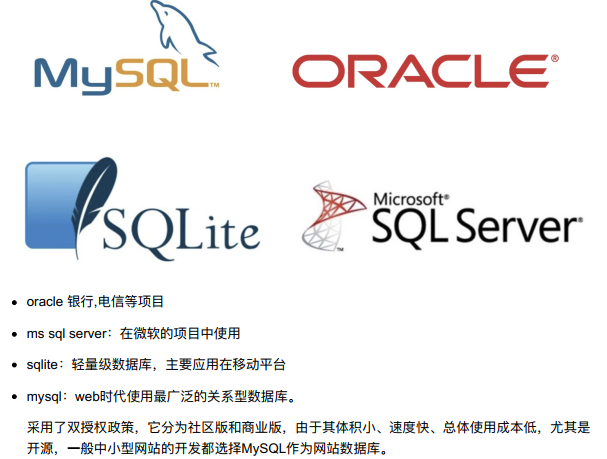 MySQL™
ORACLE®
SQLite
Microsoft®
SQL Server®
™
oracle 银行,电信等项目
ms sql server：在微软的项目中使用
sqlite：轻量级数据库，主要应用在移动平台
mysql：web时代使用最广泛的关系型数据库。
采用了双授权政策，它分为社区版和商业版，由于其体积小、速度快、总体使用成本低，尤其是
开源，一般中小型网站的开发都选择MySQL作为网站数据库。